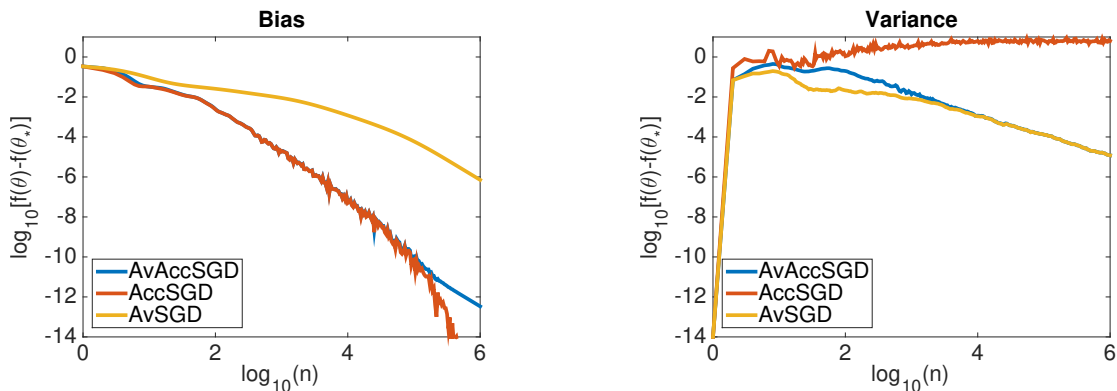 Bias
log10[f(θ)-f(θ*)]
0
-2
-4
-6
-8
-10
-12
-14
AvAccSGD
AccSGD
AvSGD
0 2 4 6
log10(n)
Variance
log10[f(θ)-f(θ*)]
0
-2
-4
-6
-8
-10
-12
-14
AvAccSGD
AccSGD
AvSGD
0 2 4 6
log10(n)